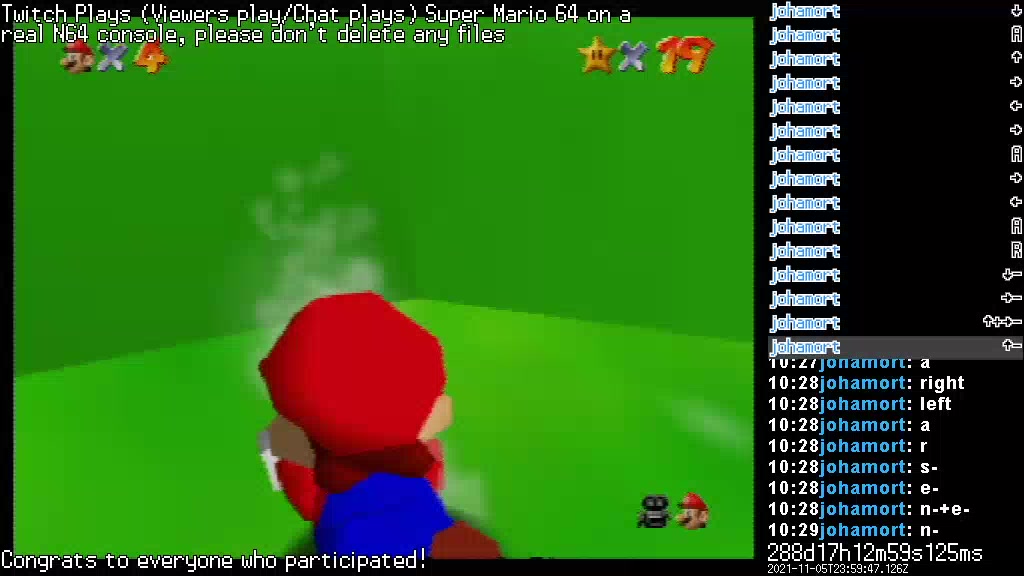 Twitch Plays (Viewers play/Chat plays) Super Mario 64 on a
real N64 console, please don't delete any files
× 4
× 19
johamort ↓
johamort A
johamort ↑
johamort →
johamort ←
johamort →
johamort A
johamort →
johamort ←
johamort A
johamort R
johamort ↓-
johamort →-
johamort ↑+→-
johamort ↑-
10:27johamort: a
10:28johamort: right
10:28johamort: left
10:28johamort: a
10:28johamort: r
10:28johamort: s-
10:28johamort: e-
10:28johamort: n-+e-
10:29johamort: n-
288d17h12m59s125ms
2021-11-05T23:59:47.126Z
Congrats to everyone who participated!